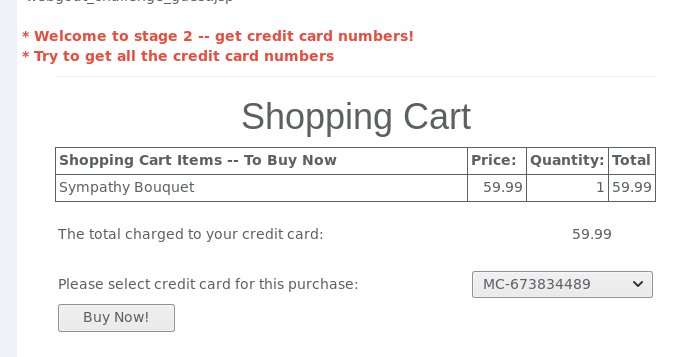 * Welcome to stage 2 -- get credit card numbers!
* Try to get all the credit card numbers
Shopping Cart
Shopping Cart Items -- To Buy Now Price: Quantity: Total
Sympathy Bouquet 59.99 1 59.99
The total charged to your credit card: 59.99
Please select credit card for this purchase: MC-673834489
Buy Now!